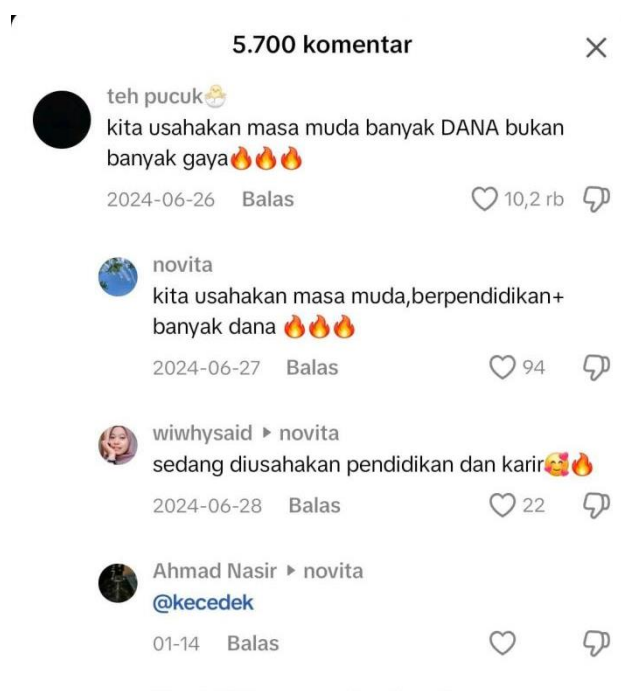 5.700 komentar
teh pucuk🐣
kita usahakan masa muda banyak DANA bukan
banyak gaya🔥🔥🔥
2024-06-26 Balas 10,2 rb
novita
kita usahakan masa muda,berpendidikan+
banyak dana 🔥🔥🔥
2024-06-27 Balas 94
wiwhysaid ▸ novita
sedang diusahakan pendidikan dan karir🥰🔥
2024-06-28 Balas 22
Ahmad Nasir ▸ novita
@kecedek
01-14 Balas